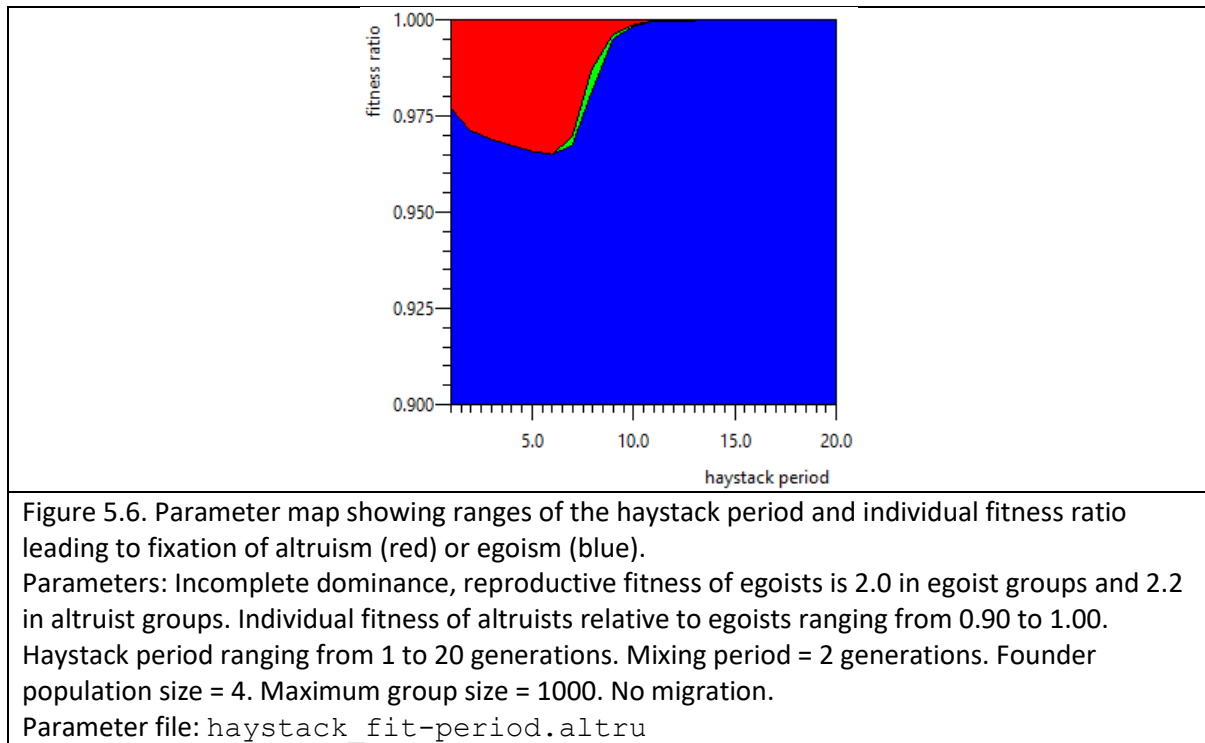 1.000
fitness ratio
0.975
0.950
0.925
0.900
5.0 10.0 15.0 20.0
haystack period
Figure 5.6. Parameter map showing ranges of the haystack period and individual fitness ratio
leading to fixation of altruism (red) or egoism (blue).
Parameters: Incomplete dominance, reproductive fitness of egoists is 2.0 in egoist groups and 2.2
in altruist groups. Individual fitness of altruists relative to egoists ranging from 0.90 to 1.00.
Haystack period ranging from 1 to 20 generations. Mixing period = 2 generations. Founder
population size = 4. Maximum group size = 1000. No migration.
Parameter file: haystack_fit-period.altru